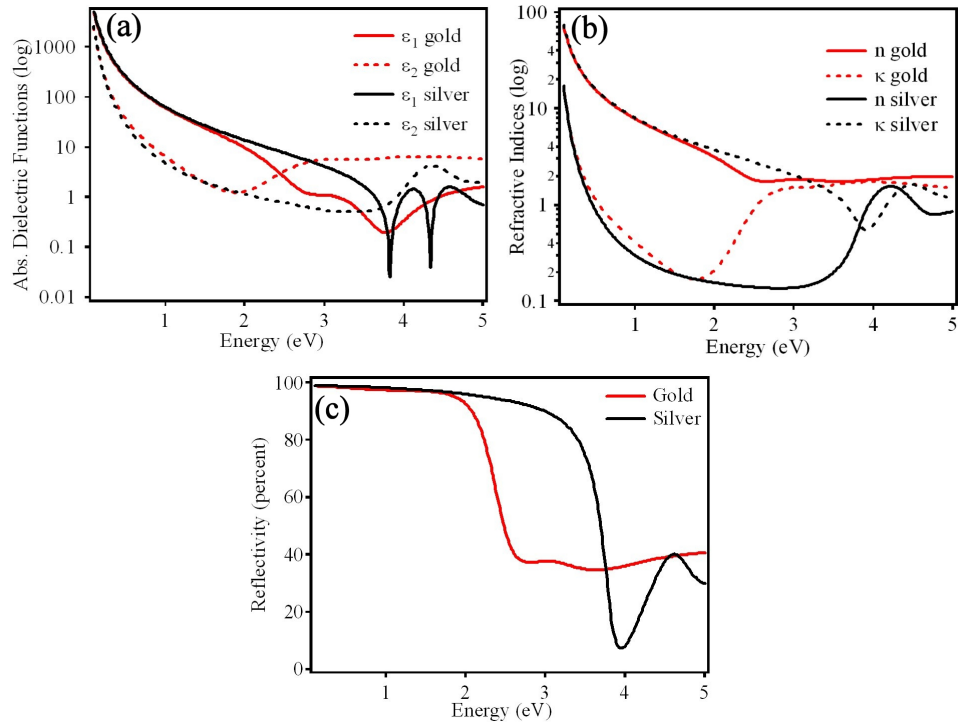 (a)
ε1 gold
ε2 gold
ε1 silver
ε2 silver
Abs. Dielectric Functions (log)
1000
100
10
1
0.1
0.01
1 2 3 4 5
Energy (eV)
(b)
n gold
κ gold
n silver
κ silver
Refractive Indices (log)
100
4
2
10
4
2
1
4
2
0.1
1 2 3 4 5
Energy (eV)
(c)
Gold
Silver
Reflectivity (percent)
100
80
60
40
20
0
1 2 3 4 5
Energy (eV)